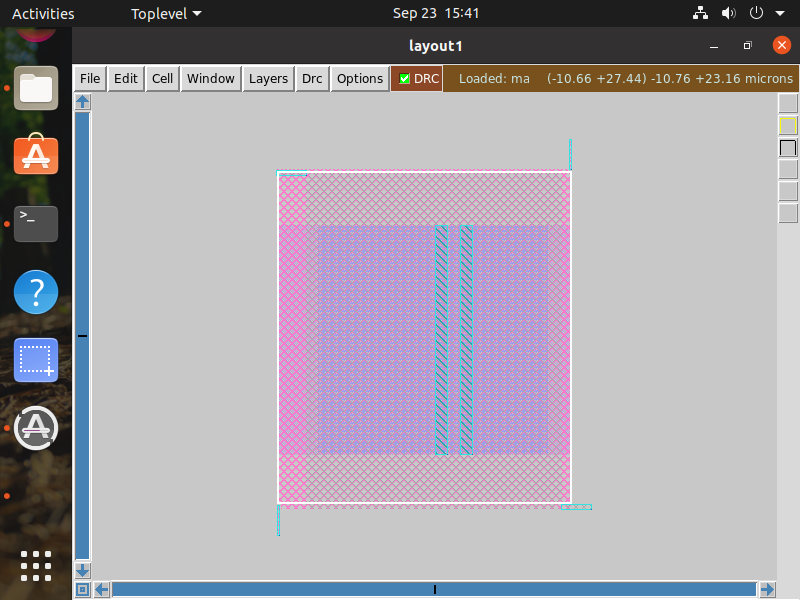 Activities
Toplevel
Sep 23 15:41
layout1
File Edit Cell Window Layers Drc Options DRC Loaded: ma (-10.66 +27.44) -10.76 +23.16 microns
>_
?